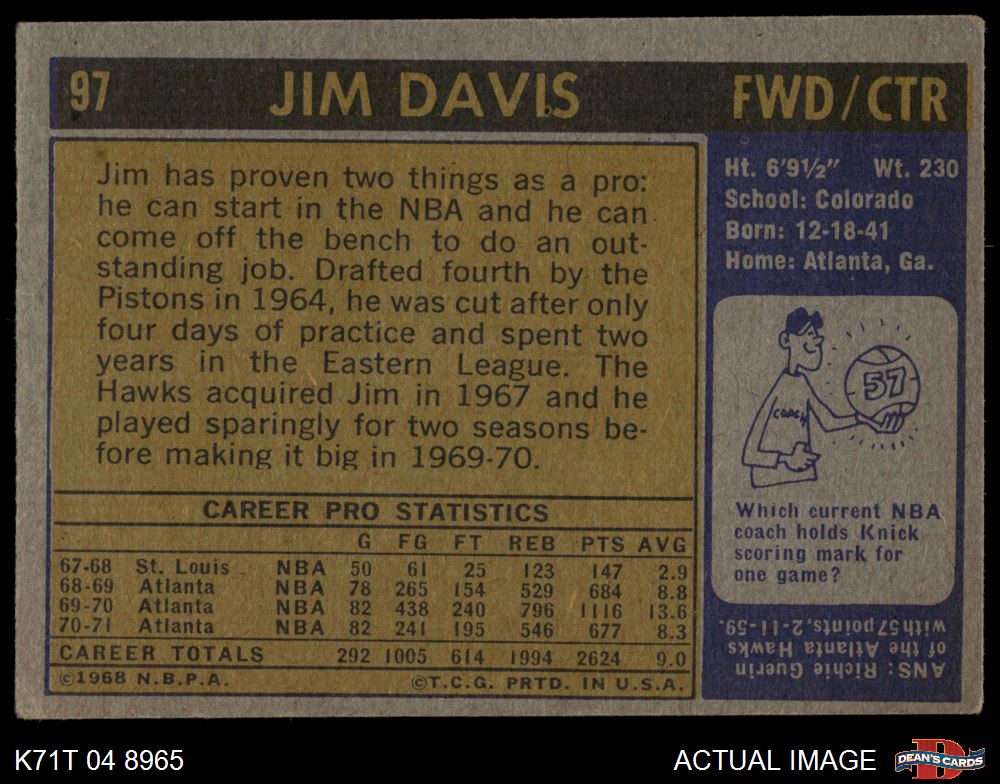 97 JIM DAVIS FWD/CTR
Jim has proven two things as a pro:
he can start in the NBA and he can
come off the bench to do an out-
standing job. Drafted fourth by the
Pistons in 1964, he was cut after only
four days of practice and spent two
years in the Eastern League. The
Hawks acquired Jim in 1967 and he
played sparingly for two seasons be-
fore making it big in 1969-70.
CAREER PRO STATISTICS
G FG FT REB PTS AVG
67-68 St. Louis NBA 50 61 25 123 147 2.9
68-69 Atlanta NBA 78 265 154 529 684 8.8
69-70 Atlanta NBA 82 438 240 796 1116 13.6
70-71 Atlanta NBA 82 241 195 546 677 8.3
CAREER TOTALS 292 1005 614 1994 2624 9.0
©1968 N.B.P.A. ©T.C.G. PRTD. IN U.S.A.
Ht. 6'9½" Wt. 230
School: Colorado
Born: 12-18-41
Home: Atlanta, Ga.
57
COACH
Which current NBA
coach holds Knick
scoring mark for
one game?
ANS: Richie Guerin
of the Atlanta Hawks
with 57 points, 2-11-59.
K71T 04 8965 ACTUAL IMAGE
D
DEAN'S CARDS